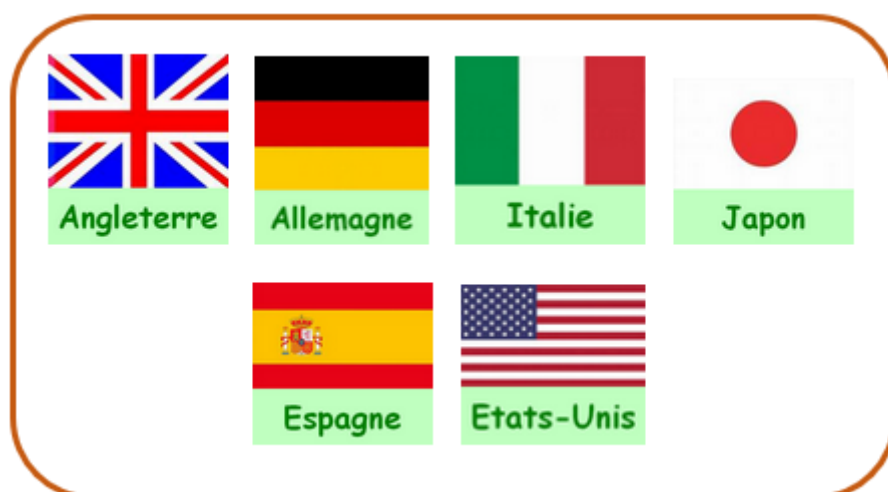 Angleterre
Allemagne
Italie
Japon
Espagne
Etats-Unis